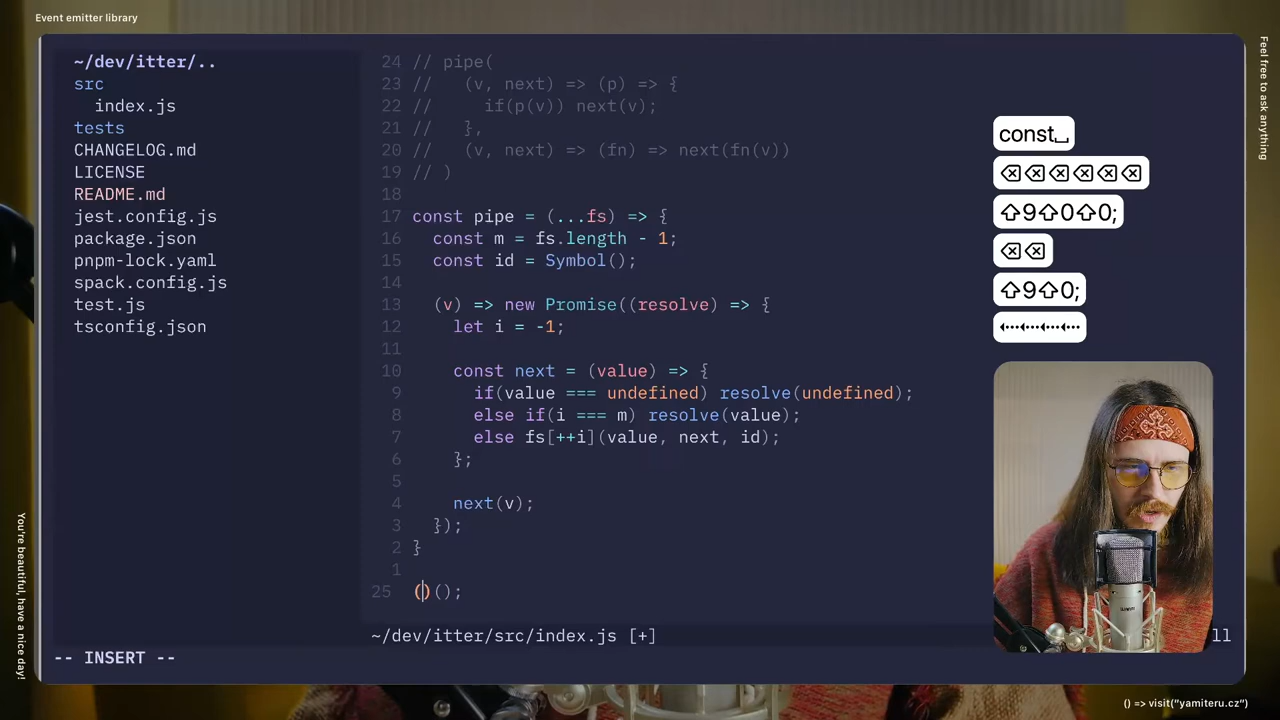 Event emitter library
Feel free to ask anything
~/dev/itter/..
src
index.js
tests
CHANGELOG.md
LICENSE
README.md
jest.config.js
package.json
pnpm-lock.yaml
spack.config.js
test.js
tsconfig.json
24 // pipe(
23 //   (v, next) => (p) => {
22 //     if(p(v)) next(v);
21 //   },
20 //   (v, next) => (fn) => next(fn(v))
19 // )
18
17 const pipe = (...fs) => {
16   const m = fs.length - 1;
15   const id = Symbol();
14
13   (v) => new Promise((resolve) => {
12     let i = -1;
11
10     const next = (value) => {
9       if(value === undefined) resolve(undefined);
8       else if(i === m) resolve(value);
7       else fs[++i](value, next, id);
6     };
5
4     next(v);
3   });
2 }
1
25 ()();
~/dev/itter/src/index.js [+]
ll
-- INSERT --
const⎵
⌫⌫⌫⌫⌫⌫
⇧9⇧0⇧0;
⌫⌫
⇧9⇧0;
You're beautiful, have a nice day!
() => visit("yamiteru.cz")